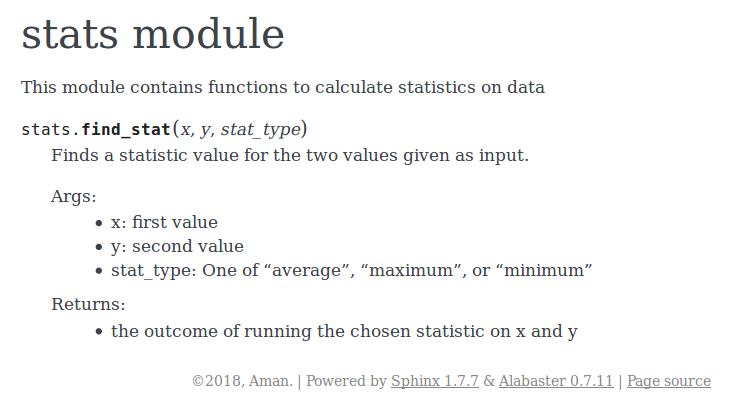 stats module
This module contains functions to calculate statistics on data
stats.find_stat(x, y, stat_type)
Finds a statistic value for the two values given as input.
Args:
• x: first value
• y: second value
• stat_type: One of “average”, “maximum”, or “minimum”
Returns:
• the outcome of running the chosen statistic on x and y
©2018, Aman. | Powered by Sphinx 1.7.7 & Alabaster 0.7.11 | Page source